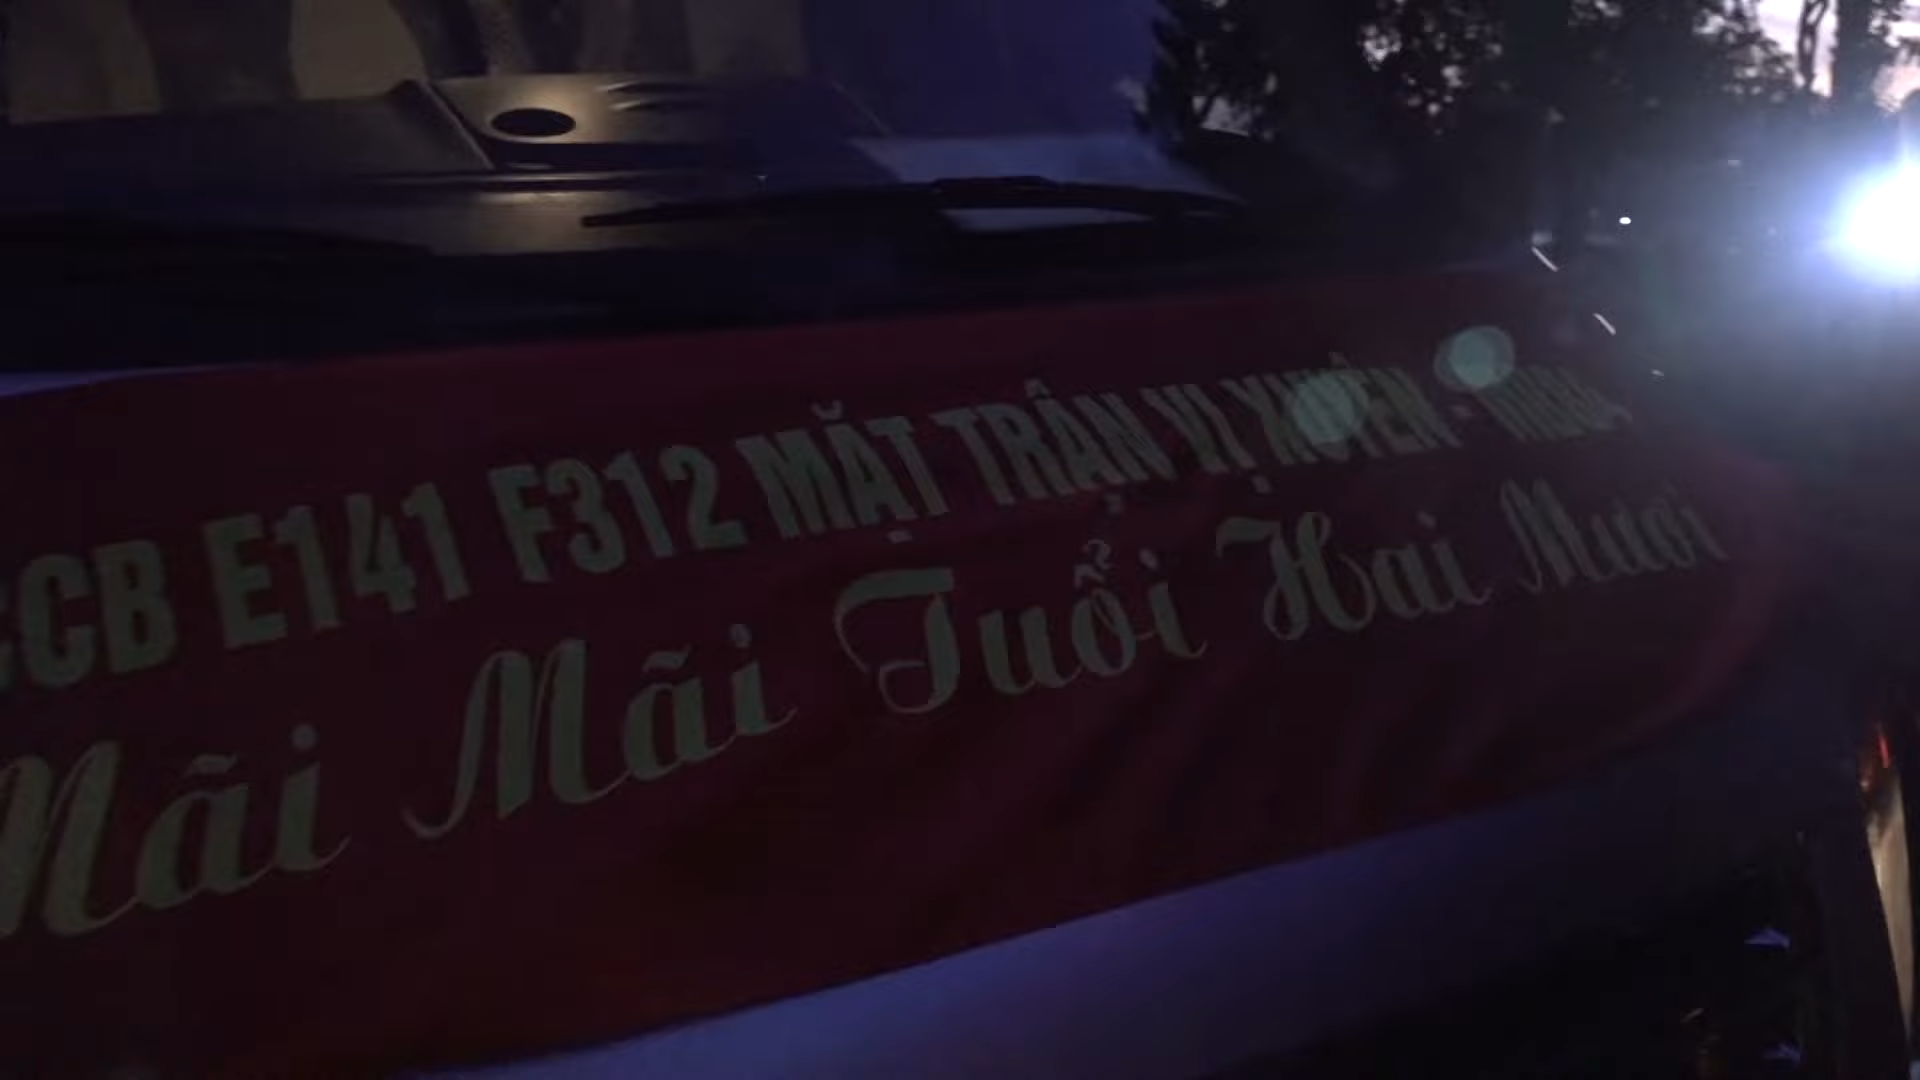 CCB E141 F312 MẶT TRẬN VỊ XUYÊN -
Mãi Mãi Tuổi Hai Mươi